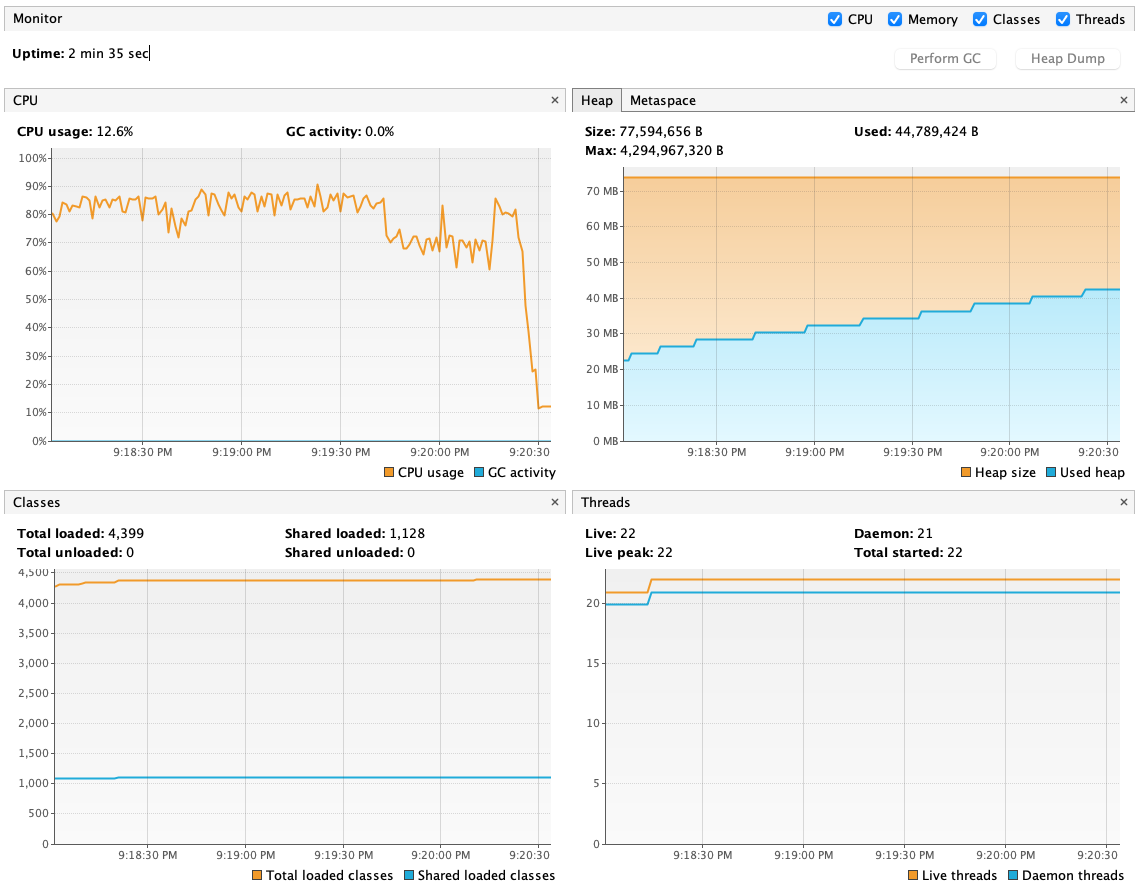 Monitor
CPU Memory Classes Threads
Uptime: 2 min 35 sec
Perform GC Heap Dump
CPU ×
CPU usage: 12.6% GC activity: 0.0%
100%
90%
80%
70%
60%
50%
40%
30%
20%
10%
0%
9:18:30 PM 9:19:00 PM 9:19:30 PM 9:20:00 PM 9:20:30
CPU usage GC activity
Heap Metaspace ×
Size: 77,594,656 B Used: 44,789,424 B
Max: 4,294,967,320 B
70 MB
60 MB
50 MB
40 MB
30 MB
20 MB
10 MB
0 MB
9:18:30 PM 9:19:00 PM 9:19:30 PM 9:20:00 PM 9:20:30
Heap size Used heap
Classes ×
Total loaded: 4,399 Shared loaded: 1,128
Total unloaded: 0 Shared unloaded: 0
4,500
4,000
3,500
3,000
2,500
2,000
1,500
1,000
500
0
9:18:30 PM 9:19:00 PM 9:19:30 PM 9:20:00 PM 9:20:30
Total loaded classes Shared loaded classes
Threads ×
Live: 22 Daemon: 21
Live peak: 22 Total started: 22
20
15
10
5
0
9:18:30 PM 9:19:00 PM 9:19:30 PM 9:20:00 PM 9:20:30
Live threads Daemon threads